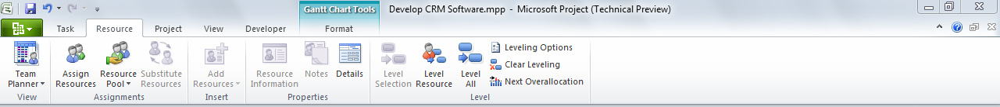 Gantt Chart Tools Develop CRM Software.mpp - Microsoft Project (Technical Preview)
Task Resource Project View Developer Format
Team Planner
Assign Resources
Resource Pool
Substitute Resources
Add Resources
Resource Information
Notes
Details
Level Selection
Level Resource
Level All
Leveling Options
Clear Leveling
Next Overallocation
View Assignments Insert Properties Level